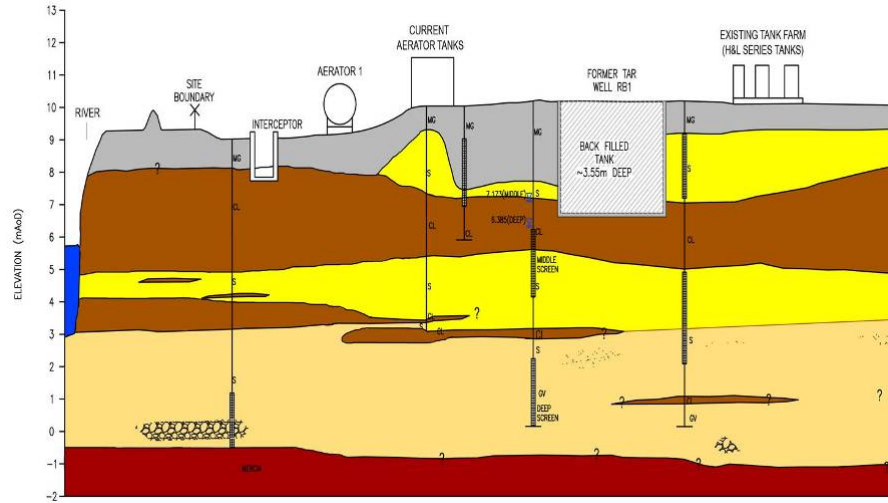 13
12
11
10
9
8
7
6
5
4
3
2
1
0
-1
-2
ELEVATION (mAoD)
RIVER
SITE
BOUNDARY
INTERCEPTOR
AERATOR 1
CURRENT
AERATOR TANKS
FORMER TAR
WELL RB1
EXISTING TANK FARM
(H&L SERIES TANKS)
BACK FILLED
TANK
~3.55m DEEP
MG
MG
MG
MG
MG
?
CL
S
S
S
CL
S
CL
CL
S
7.173(MIDDLE)
6.385(DEEP)
CL
MIDDLE
SCREEN
S
CL
S
GV
DEEP
SCREEN
S
CL
S
GV
?
?
?
?
?
?
?
?
?